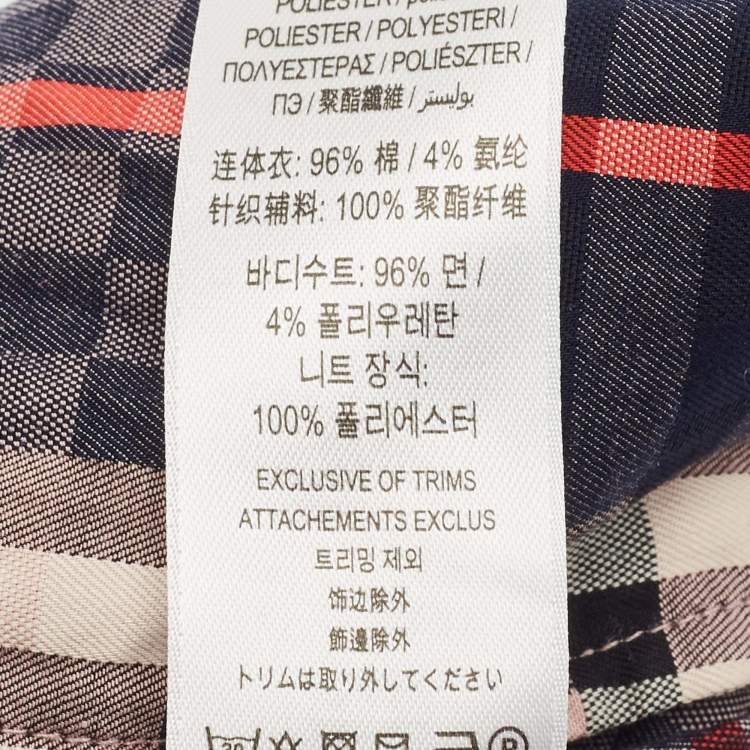 POLIESTER /
POLIESTER / POLYESTERI /
ΠΟΛΥΕΣΤΕΡΑΣ / POLIÉSZTER /
ПЭ / 聚酯纖維 / بوليستر /
连体衣: 96% 棉 / 4% 氨纶
针织辅料: 100% 聚酯纤维
바디수트: 96% 면 /
4% 폴리우레탄
니트 장식:
100% 폴리에스터
EXCLUSIVE OF TRIMS
ATTACHEMENTS EXCLUS
트리밍 제외
饰边除外
飾邊除外
トリムは取り外してください
30 P